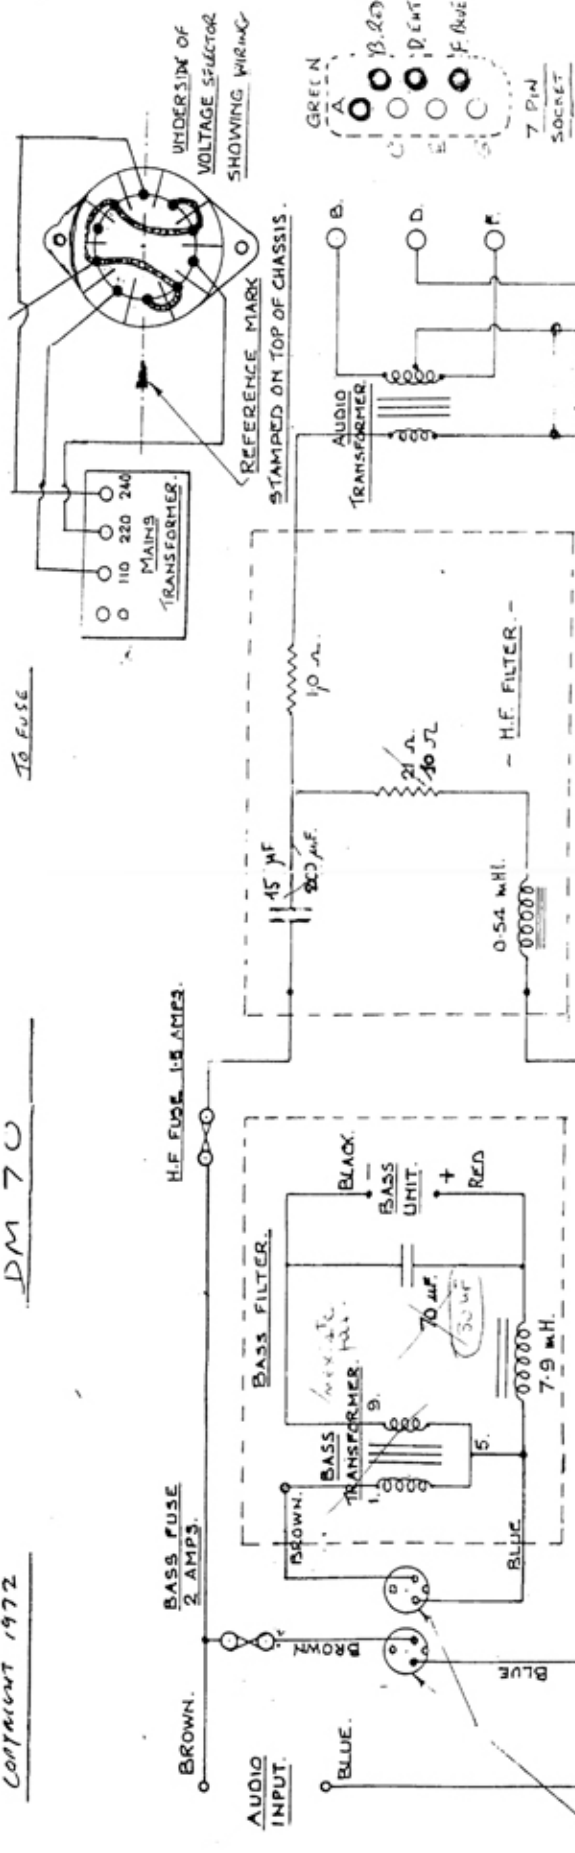 COPYRIGHT 1972
DM 70
TO FUSE
BASS FUSE
2 AMPS.
H.F FUSE 1·5 AMPS.
BROWN.
AUDIO
INPUT.
BLUE.
BROWN
BLUE
BASS FILTER.
BROWN.
BLUE
BASS
TRANSFORMER.
1.
9.
5.
70 µF.
50 µF
7·9 mH.
BLACK.
−
BASS
UNIT.
+
RED
15 µF
200 µF.
0·54 mH.
21 Ω.
10 Ω
1,0 Ω.
- H.F. FILTER. -
0
110
220
240
MAINS
TRANSFORMER.
UNDERSIDE OF
VOLTAGE SELECTOR
SHOWING WIRING
REFERENCE MARK
STAMPED ON TOP OF CHASSIS.
AUDIO
TRANSFORMER.
B.
D.
F.
GREEN
A
B. RED
C
D. EHT
E
F. BLUE
G
7 PIN
SOCKET